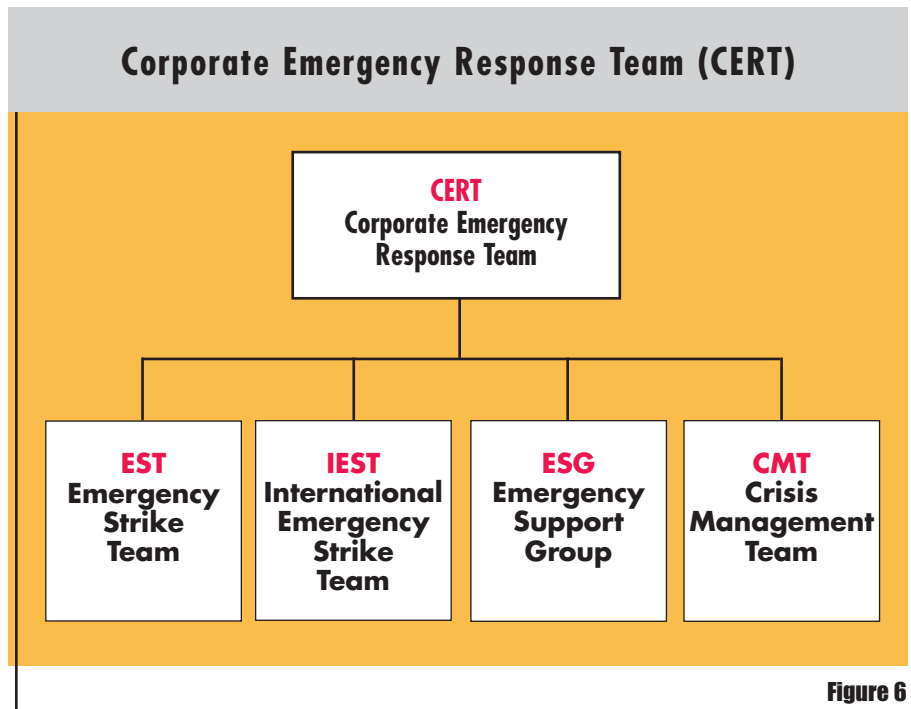 Corporate Emergency Response Team (CERT)
CERT
Corporate Emergency
Response Team
EST
Emergency
Strike
Team
IEST
International
Emergency
Strike
Team
ESG
Emergency
Support
Group
CMT
Crisis
Management
Team
Figure 6